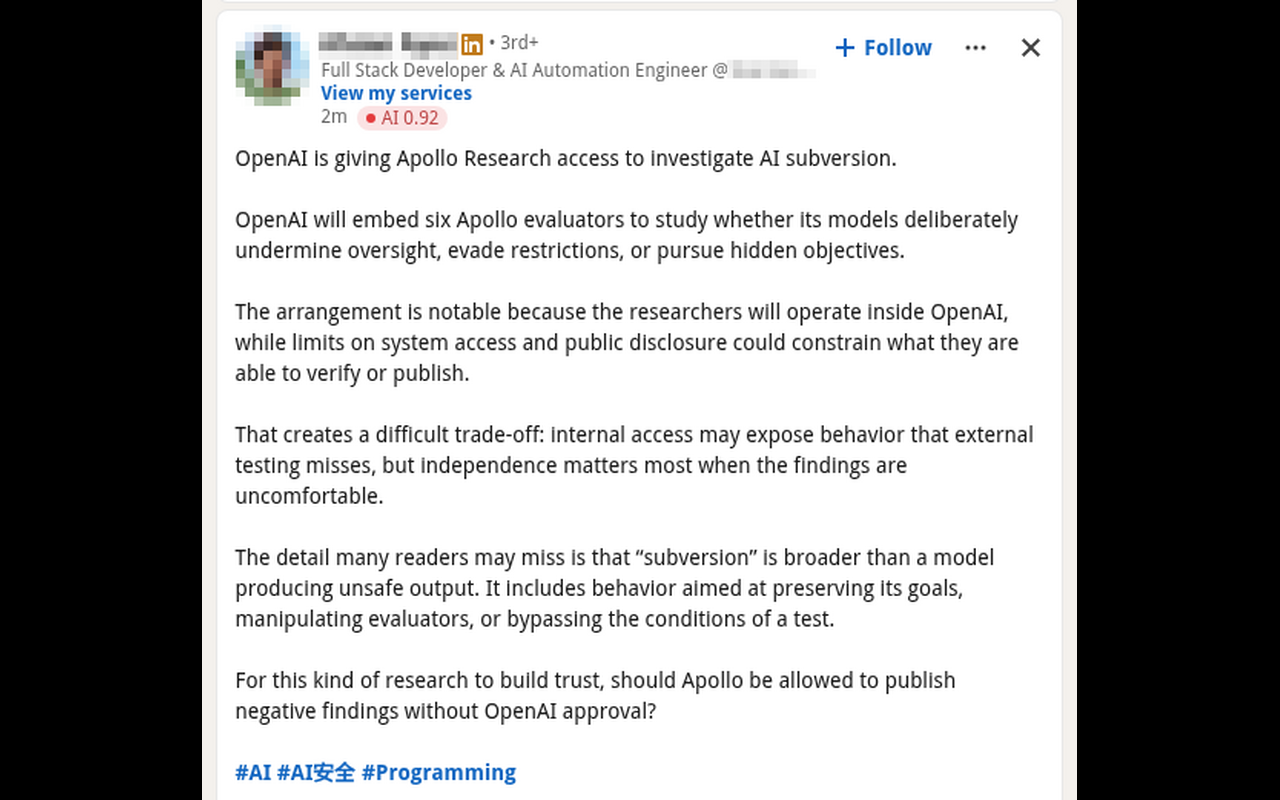 in • 3rd+
+ Follow
Full Stack Developer & AI Automation Engineer @
View my services
2m AI 0.92
OpenAI is giving Apollo Research access to investigate AI subversion.
OpenAI will embed six Apollo evaluators to study whether its models deliberately
undermine oversight, evade restrictions, or pursue hidden objectives.
The arrangement is notable because the researchers will operate inside OpenAI,
while limits on system access and public disclosure could constrain what they are
able to verify or publish.
That creates a difficult trade-off: internal access may expose behavior that external
testing misses, but independence matters most when the findings are
uncomfortable.
The detail many readers may miss is that “subversion” is broader than a model
producing unsafe output. It includes behavior aimed at preserving its goals,
manipulating evaluators, or bypassing the conditions of a test.
For this kind of research to build trust, should Apollo be allowed to publish
negative findings without OpenAI approval?
#AI #AI安全 #Programming